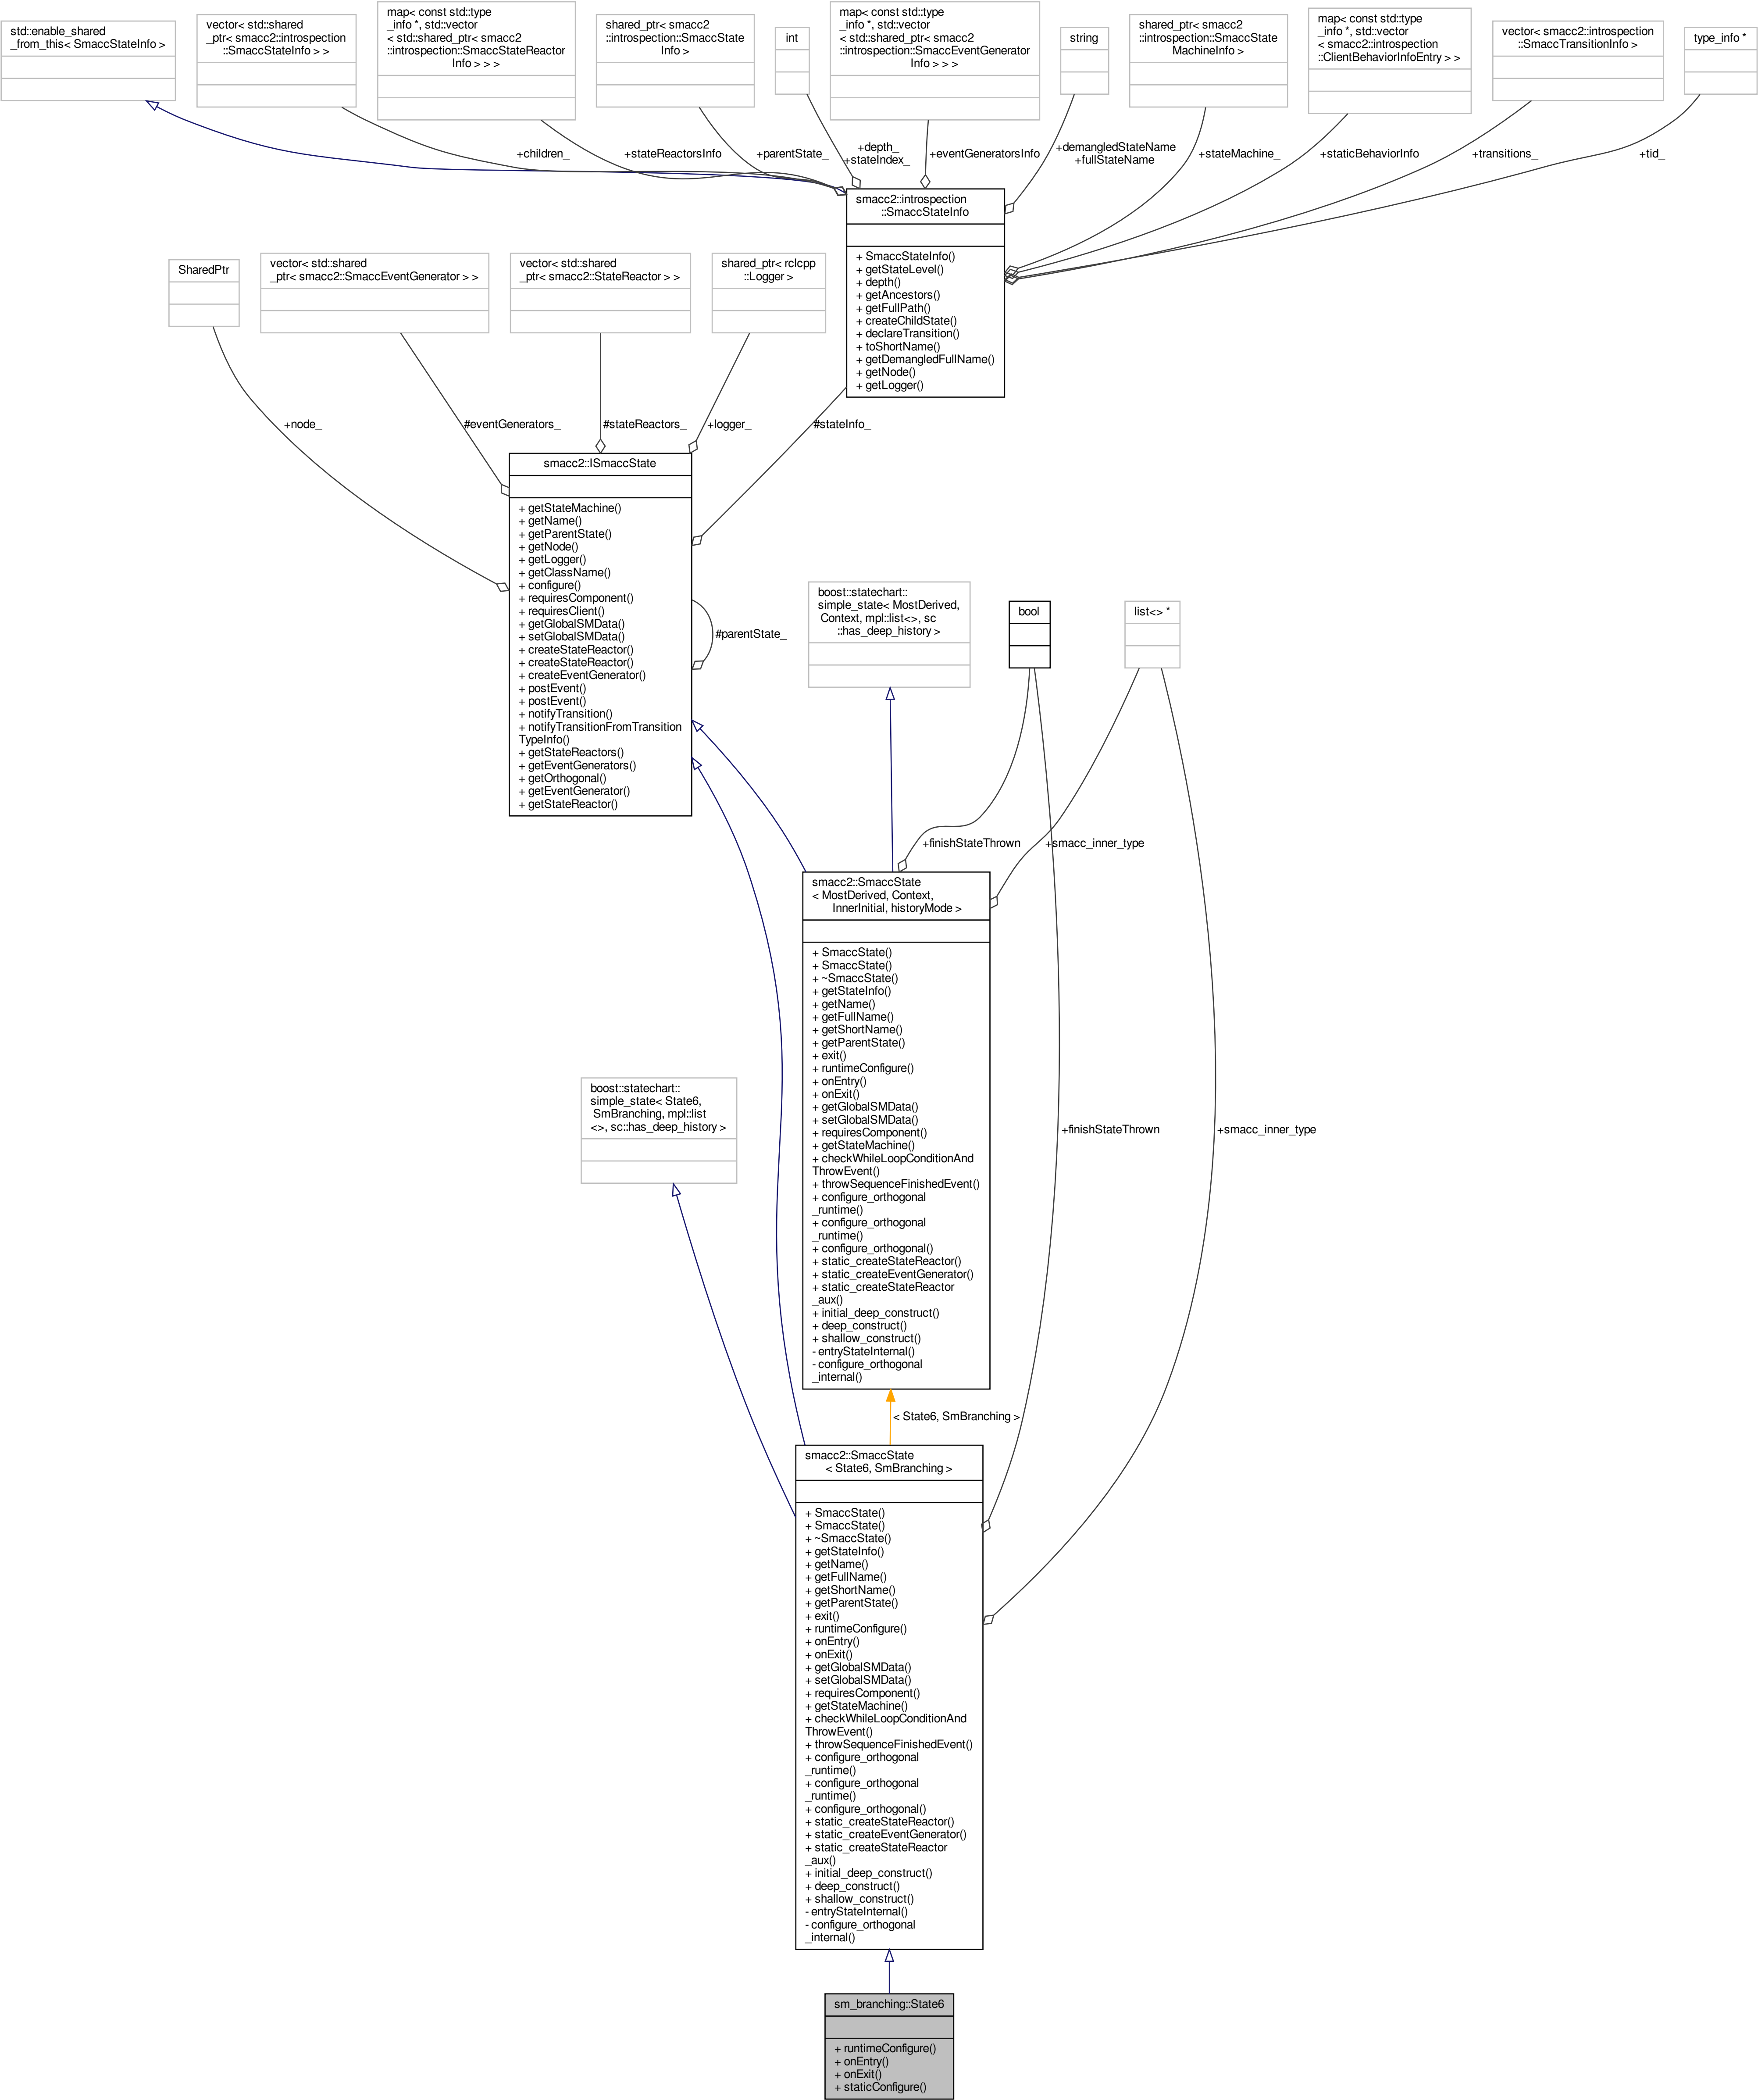 std::enable_shared
_from_this< SmaccStateInfo >
vector< std::shared
_ptr< smacc2::introspection
::SmaccStateInfo > >
map< const std::type
_info *, std::vector
< std::shared_ptr< smacc2
::introspection::SmaccStateReactor
Info > > >
shared_ptr< smacc2
::introspection::SmaccState
Info >
int
map< const std::type
_info *, std::vector
< std::shared_ptr< smacc2
::introspection::SmaccEventGenerator
Info > > >
string
shared_ptr< smacc2
::introspection::SmaccState
MachineInfo >
map< const std::type
_info *, std::vector
< smacc2::introspection
::ClientBehaviorInfoEntry > >
vector< smacc2::introspection
::SmaccTransitionInfo >
type_info *
+children_
+stateReactorsInfo
+parentState_
+depth_
+stateIndex_
+eventGeneratorsInfo
+demangledStateName
+fullStateName
+stateMachine_
+staticBehaviorInfo
+transitions_
+tid_
smacc2::introspection
::SmaccStateInfo
+ SmaccStateInfo()
+ getStateLevel()
+ depth()
+ getAncestors()
+ getFullPath()
+ createChildState()
+ declareTransition()
+ toShortName()
+ getDemangledFullName()
+ getNode()
+ getLogger()
SharedPtr
vector< std::shared
_ptr< smacc2::SmaccEventGenerator > >
vector< std::shared
_ptr< smacc2::StateReactor > >
shared_ptr< rclcpp
::Logger >
+node_
#eventGenerators_
#stateReactors_
+logger_
#stateInfo_
smacc2::ISmaccState
+ getStateMachine()
+ getName()
+ getParentState()
+ getNode()
+ getLogger()
+ getClassName()
+ configure()
+ requiresComponent()
+ requiresClient()
+ getGlobalSMData()
+ setGlobalSMData()
+ createStateReactor()
+ createStateReactor()
+ createEventGenerator()
+ postEvent()
+ postEvent()
+ notifyTransition()
+ notifyTransitionFromTransition
TypeInfo()
+ getStateReactors()
+ getEventGenerators()
+ getOrthogonal()
+ getEventGenerator()
+ getStateReactor()
#parentState_
boost::statechart::
simple_state< MostDerived,
Context, mpl::list<>, sc
::has_deep_history >
bool
list<> *
+finishStateThrown
+smacc_inner_type
smacc2::SmaccState
< MostDerived, Context,
InnerInitial, historyMode >
+ SmaccState()
+ SmaccState()
+ ~SmaccState()
+ getStateInfo()
+ getName()
+ getFullName()
+ getShortName()
+ getParentState()
+ exit()
+ runtimeConfigure()
+ onEntry()
+ onExit()
+ getGlobalSMData()
+ setGlobalSMData()
+ requiresComponent()
+ getStateMachine()
+ checkWhileLoopConditionAnd
ThrowEvent()
+ throwSequenceFinishedEvent()
+ configure_orthogonal
_runtime()
+ configure_orthogonal
_runtime()
+ configure_orthogonal()
+ static_createStateReactor()
+ static_createEventGenerator()
+ static_createStateReactor
_aux()
+ initial_deep_construct()
+ deep_construct()
+ shallow_construct()
- entryStateInternal()
- configure_orthogonal
_internal()
boost::statechart::
simple_state< State6,
SmBranching, mpl::list
<>, sc::has_deep_history >
+finishStateThrown
+smacc_inner_type
< State6, SmBranching >
smacc2::SmaccState
< State6, SmBranching >
+ SmaccState()
+ SmaccState()
+ ~SmaccState()
+ getStateInfo()
+ getName()
+ getFullName()
+ getShortName()
+ getParentState()
+ exit()
+ runtimeConfigure()
+ onEntry()
+ onExit()
+ getGlobalSMData()
+ setGlobalSMData()
+ requiresComponent()
+ getStateMachine()
+ checkWhileLoopConditionAnd
ThrowEvent()
+ throwSequenceFinishedEvent()
+ configure_orthogonal
_runtime()
+ configure_orthogonal
_runtime()
+ configure_orthogonal()
+ static_createStateReactor()
+ static_createEventGenerator()
+ static_createStateReactor
_aux()
+ initial_deep_construct()
+ deep_construct()
+ shallow_construct()
- entryStateInternal()
- configure_orthogonal
_internal()
sm_branching::State6
+ runtimeConfigure()
+ onEntry()
+ onExit()
+ staticConfigure()